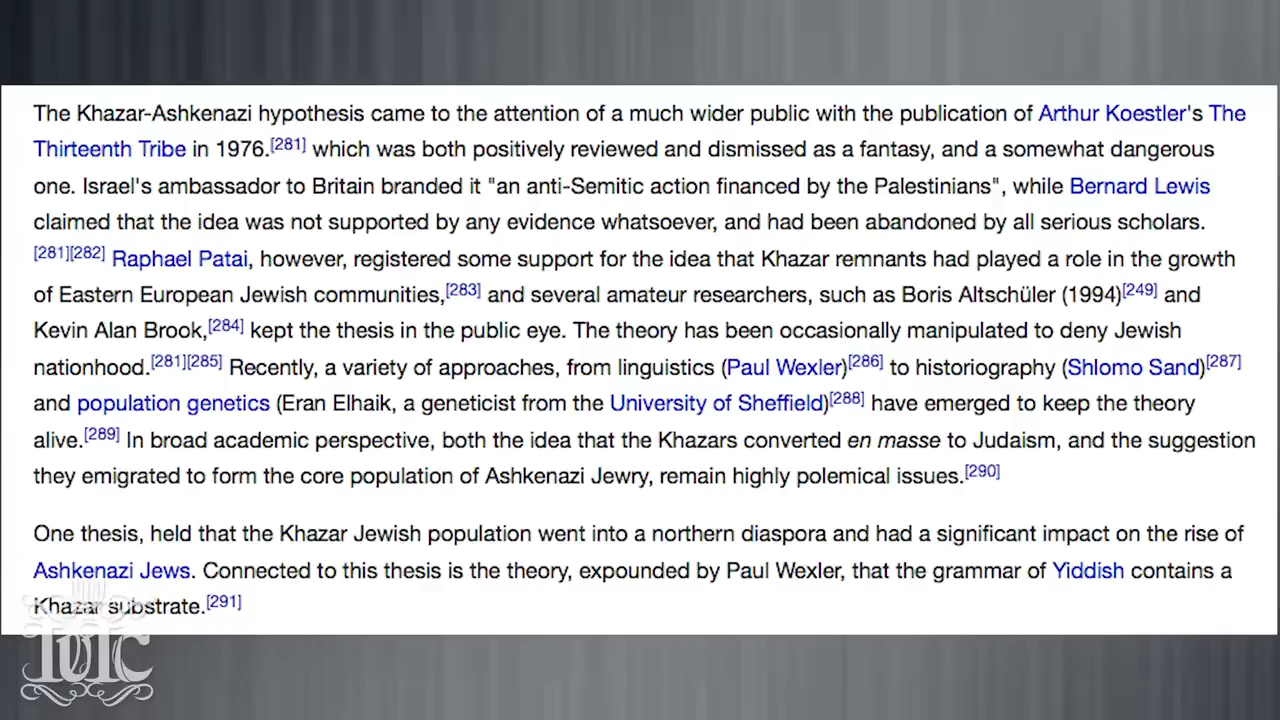 The Khazar-Ashkenazi hypothesis came to the attention of a much wider public with the publication of Arthur Koestler's The
Thirteenth Tribe in 1976.[281] which was both positively reviewed and dismissed as a fantasy, and a somewhat dangerous
one. Israel's ambassador to Britain branded it "an anti-Semitic action financed by the Palestinians", while Bernard Lewis
claimed that the idea was not supported by any evidence whatsoever, and had been abandoned by all serious scholars.
[281][282] Raphael Patai, however, registered some support for the idea that Khazar remnants had played a role in the growth
of Eastern European Jewish communities,[283] and several amateur researchers, such as Boris Altschüler (1994)[249] and
Kevin Alan Brook,[284] kept the thesis in the public eye. The theory has been occasionally manipulated to deny Jewish
nationhood.[281][285] Recently, a variety of approaches, from linguistics (Paul Wexler)[286] to historiography (Shlomo Sand)[287]
and population genetics (Eran Elhaik, a geneticist from the University of Sheffield)[288] have emerged to keep the theory
alive.[289] In broad academic perspective, both the idea that the Khazars converted en masse to Judaism, and the suggestion
they emigrated to form the core population of Ashkenazi Jewry, remain highly polemical issues.[290]
One thesis, held that the Khazar Jewish population went into a northern diaspora and had a significant impact on the rise of
Ashkenazi Jews. Connected to this thesis is the theory, expounded by Paul Wexler, that the grammar of Yiddish contains a
Khazar substrate.[291]
IUIC